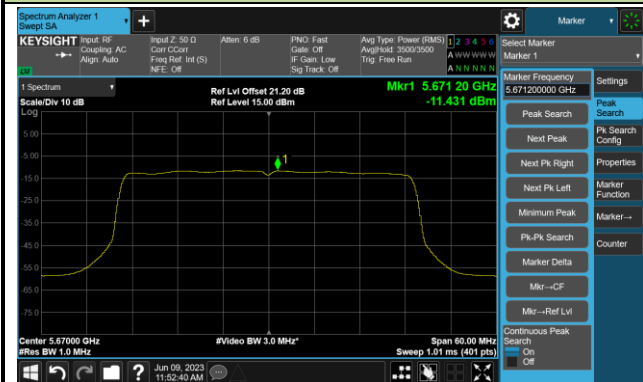 Spectrum Analyzer 1
Swept SA
Marker
KEYSIGHT
Input: RF
Coupling: AC
Align: Auto
Input Z: 50 Ω
Corr CCorr
Freq Ref: Int (S)
NFE: Off
Atten: 6 dB
PNO: Fast
Gate: Off
IF Gain: Low
Sig Track: Off
Avg Type: Power (RMS)
Avg|Hold: 3500/3500
Trig: Free Run
1 2 3 4 5 6
A W W W W W
A N N N N N
LW
Select Marker
Marker 1
1 Spectrum
Scale/Div 10 dB
Ref Lvl Offset 21.20 dB
Ref Level 15.00 dBm
Mkr1 5.671 20 GHz
-11.431 dBm
Log
5.00
-5.00
-15.0
-25.0
-35.0
-45.0
-55.0
-65.0
-75.0
1
Center 5.67000 GHz
#Res BW 1.0 MHz
#Video BW 3.0 MHz*
Span 60.00 MHz
Sweep 1.01 ms (401 pts)
Marker Frequency
5.671200000 GHz
Peak Search
Next Peak
Next Pk Right
Next Pk Left
Minimum Peak
Pk-Pk Search
Marker Delta
Mkr→CF
Mkr→Ref Lvl
Continuous Peak
Search
On
Off
Settings
Peak
Search
Pk Search
Config
Properties
Marker
Function
Marker→
Counter
Jun 09, 2023
11:52:40 AM